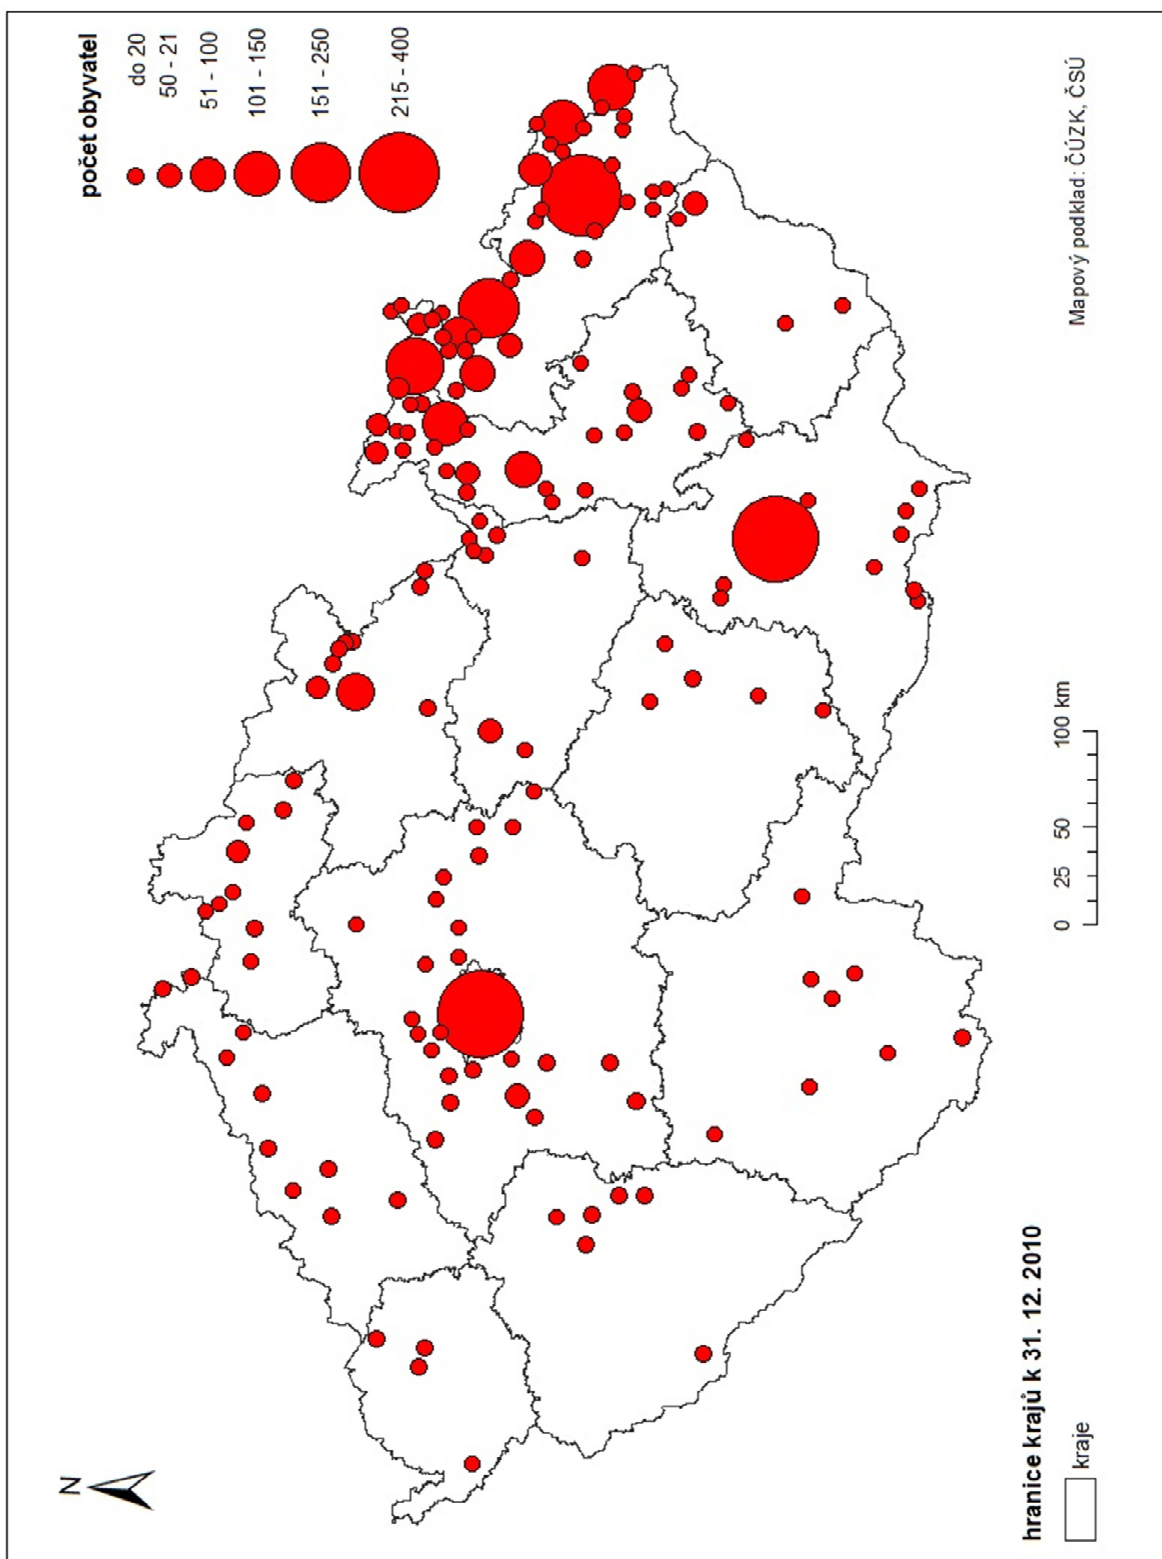 N
počet obyvatel
do 20
50 - 21
51 - 100
101 - 150
151 - 250
215 - 400
hranice krajů k 31. 12. 2010
kraje
0 25 50 100 km
Mapový podklad: ČÚZK, ČSÚ